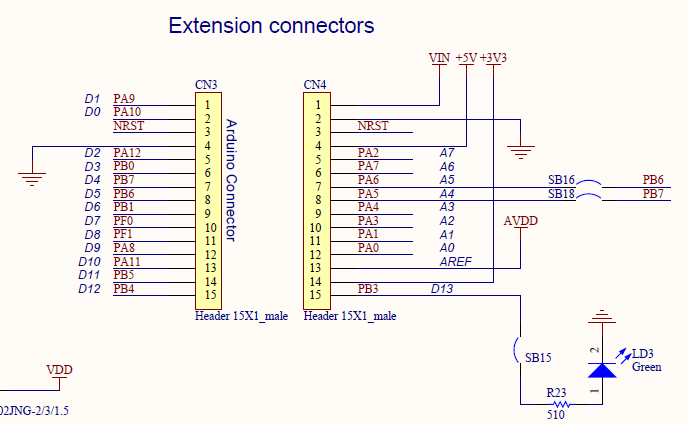 Extension connectors
VIN +5V +3V3
CN3 CN4
D1 PA9 1 1
D0 PA10 2 2
NRST 3 3 NRST
4 4
D2 PA12 5 5 PA2 A7
D3 PB0 6 6 PA7 A6
D4 PB7 7 7 PA6 A5 SB16 PB6
D5 PB6 8 8 PA5 A4 SB18 PB7
D6 PB1 9 9 PA4 A3
D7 PF0 10 10 PA3 A2 AVDD
D8 PF1 11 11 PA1 A1
D9 PA8 12 12 PA0 A0
D10 PA11 13 13 AREF
D11 PB5 14 14
D12 PB4 15 15 PB3 D13
Arduino Connector
Header 15X1_male Header 15X1_male
SB15 2 LD3
Green
VDD
R23 1
510
02JNG-2/3/1.5